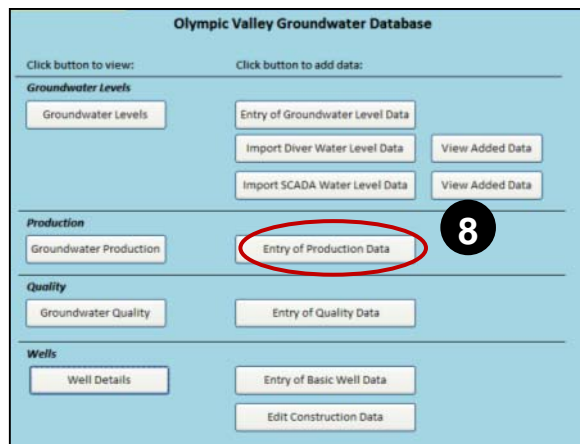 Olympic Valley Groundwater Database
Click button to view: Click button to add data:
Groundwater Levels
Groundwater Levels Entry of Groundwater Level Data
Import Diver Water Level Data View Added Data
Import SCADA Water Level Data View Added Data
Production
Groundwater Production Entry of Production Data 8
Quality
Groundwater Quality Entry of Quality Data
Wells
Well Details Entry of Basic Well Data
Edit Construction Data